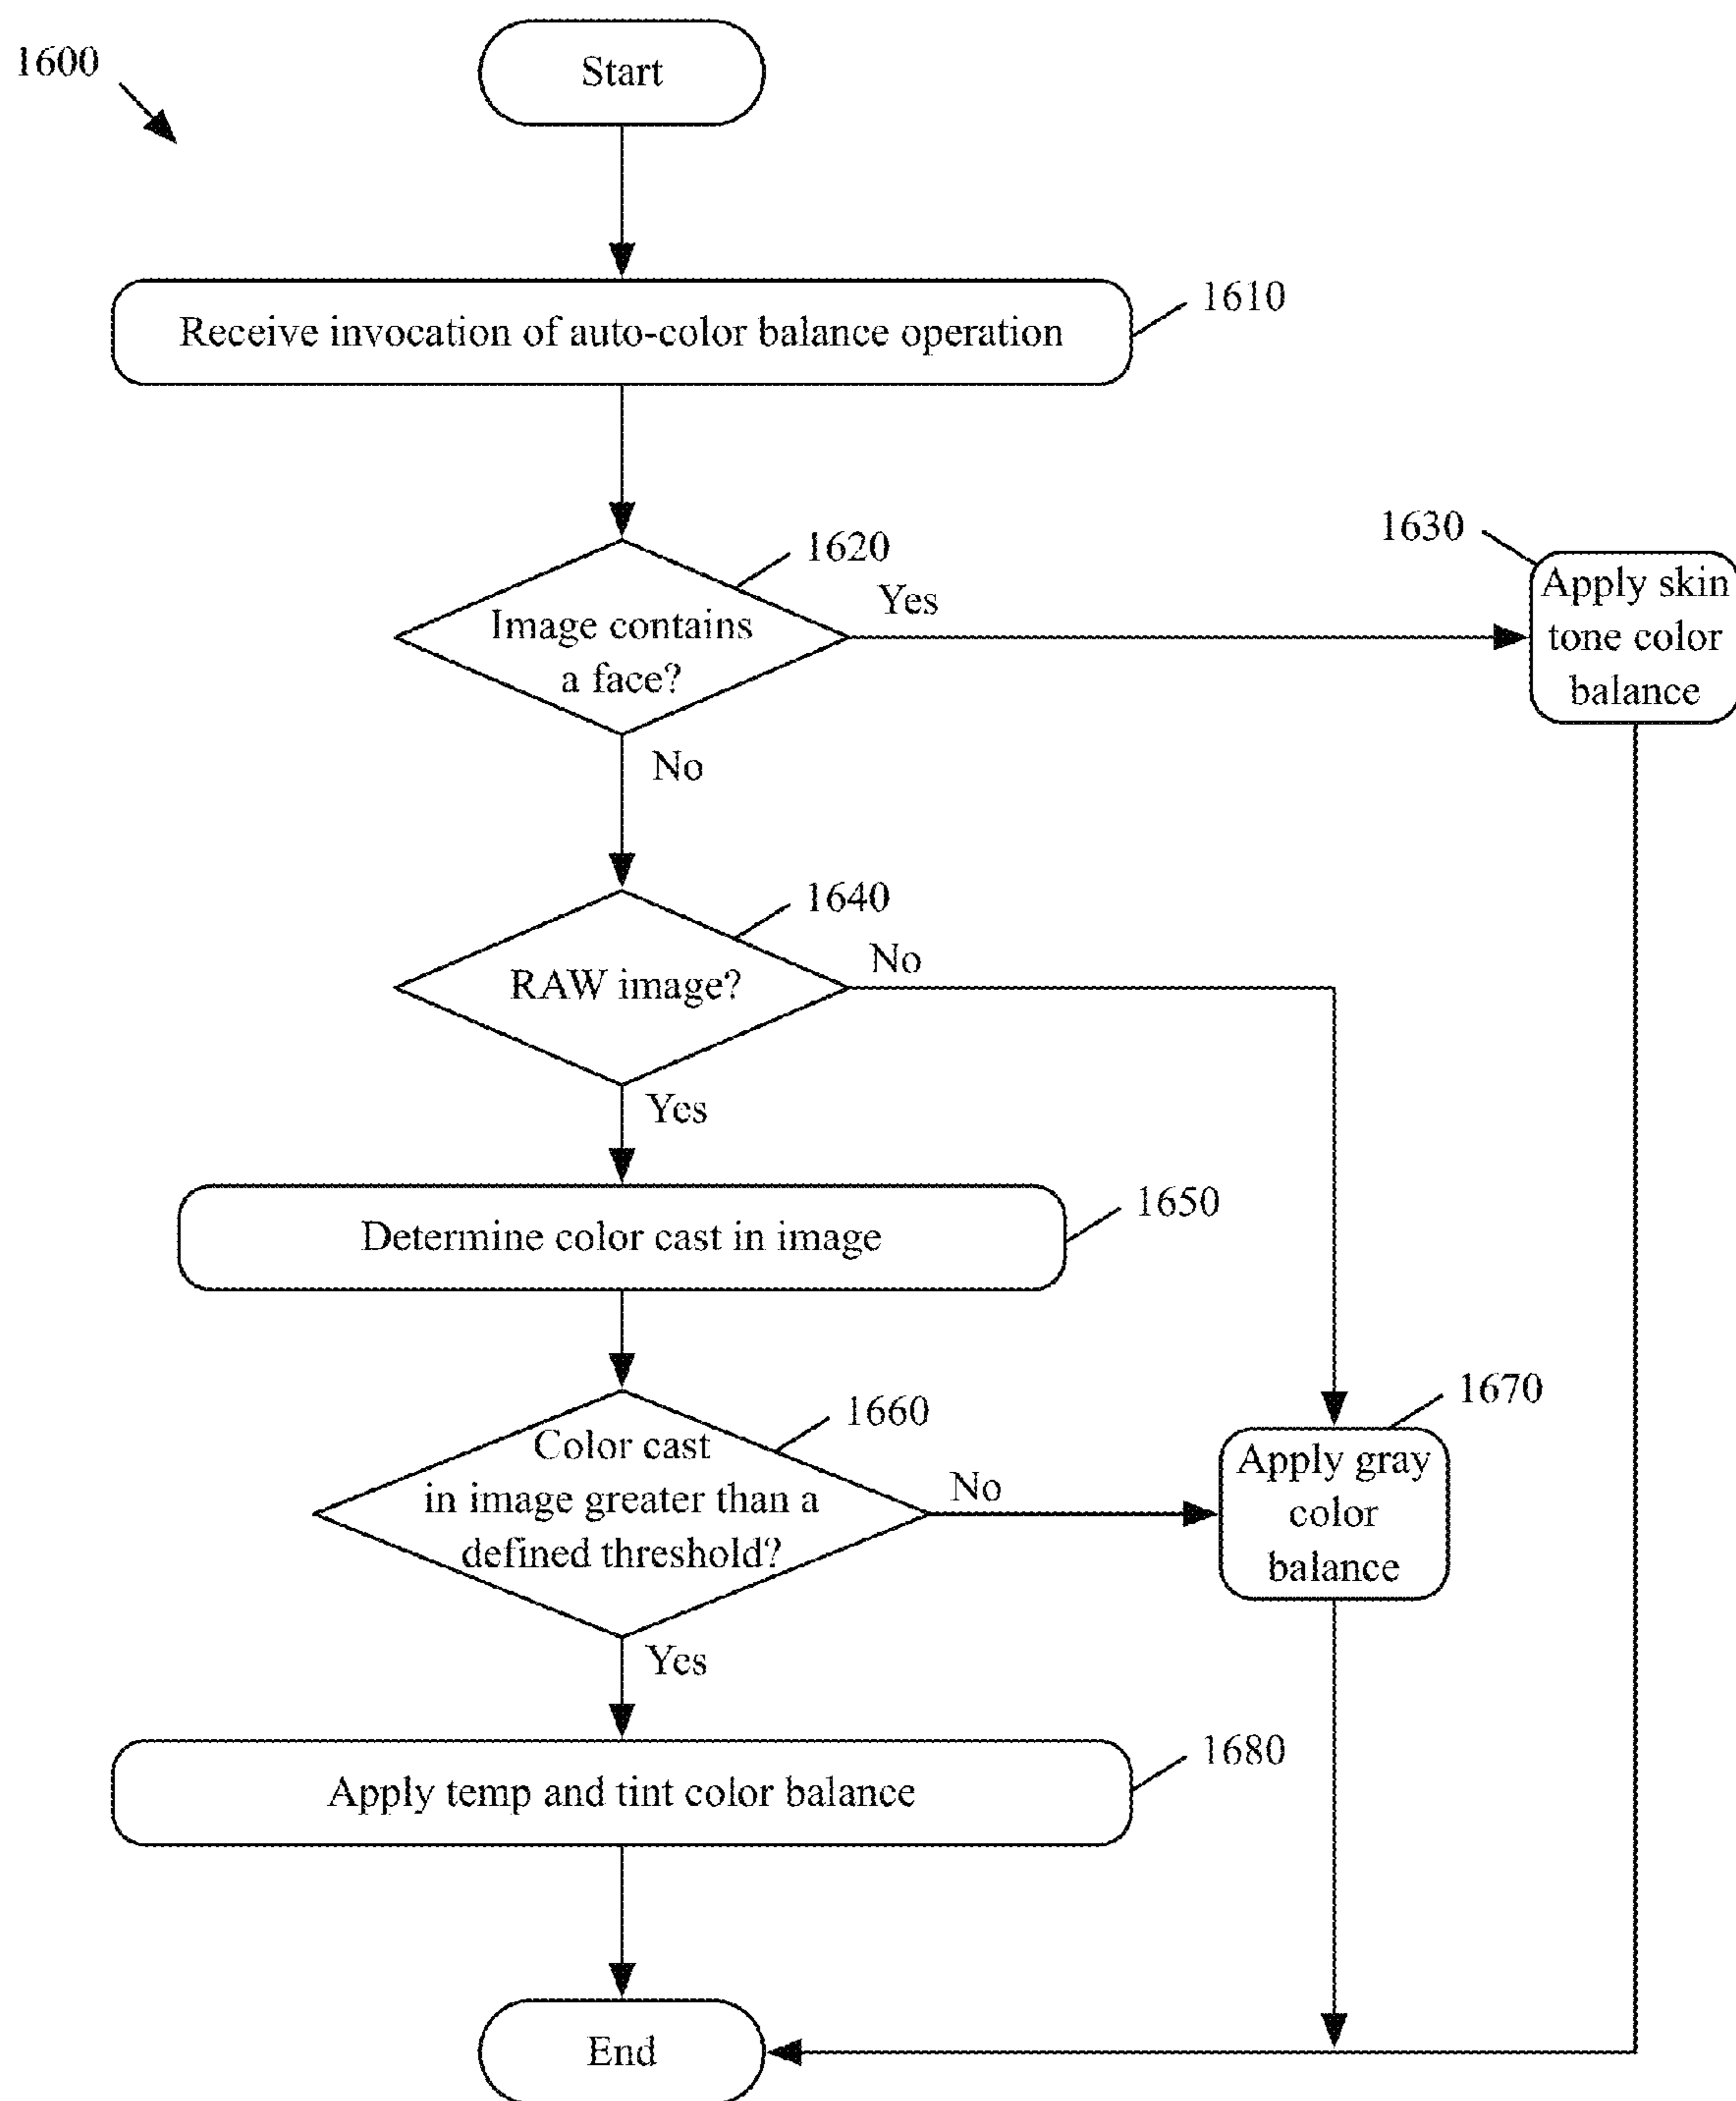 1600
Start
Receive invocation of auto-color balance operation
1610
1620
Image contains
a face?
Yes
1630
Apply skin
tone color
balance
No
1640
RAW image?
No
Yes
Determine color cast in image
1650
1660
Color cast
in image greater than a
defined threshold?
No
1670
Apply gray
color
balance
Yes
Apply temp and tint color balance
1680
End